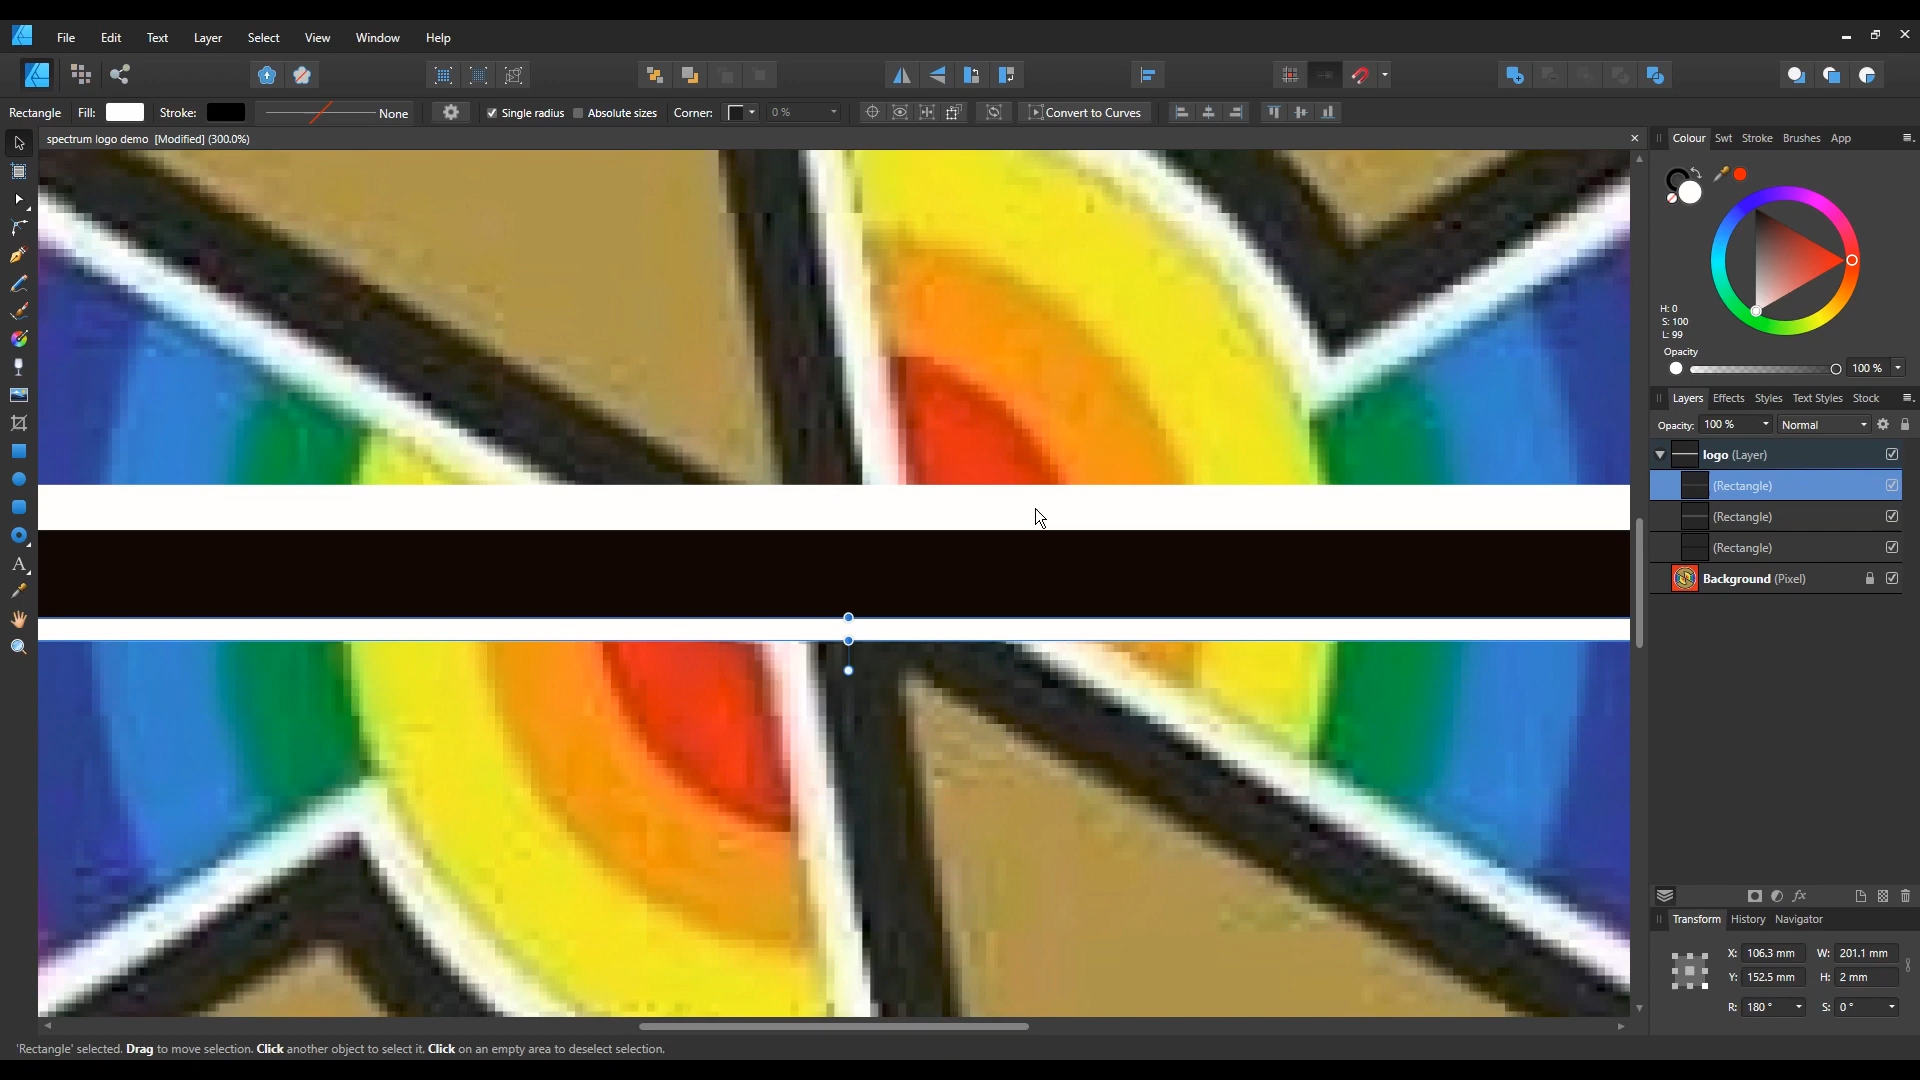 File Edit Text Layer Select View Window Help
Rectangle Fill: Stroke: None Single radius Absolute sizes Corner: 0 % Convert to Curves
spectrum logo demo [Modified] (300.0%)
Colour Swt Stroke Brushes App
H: 0
S: 100
L: 99
Opacity
100 %
Layers Effects Styles Text Styles Stock
Opacity: 100 % Normal
logo (Layer)
(Rectangle)
(Rectangle)
(Rectangle)
Background (Pixel)
A
fx
Transform History Navigator
X: 106.3 mm W: 201.1 mm
Y: 152.5 mm H: 2 mm
R: 180 ° S: 0 °
'Rectangle' selected. Drag to move selection. Click another object to select it. Click on an empty area to deselect selection.